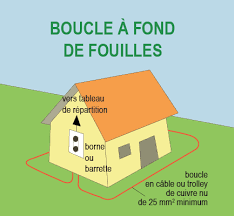 BOUCLE À FOND
DE FOUILLES
vers tableau
de répartition
borne
ou
barrette
boucle
en câble ou trolley
de cuivre nu
de 25 mm² minimum